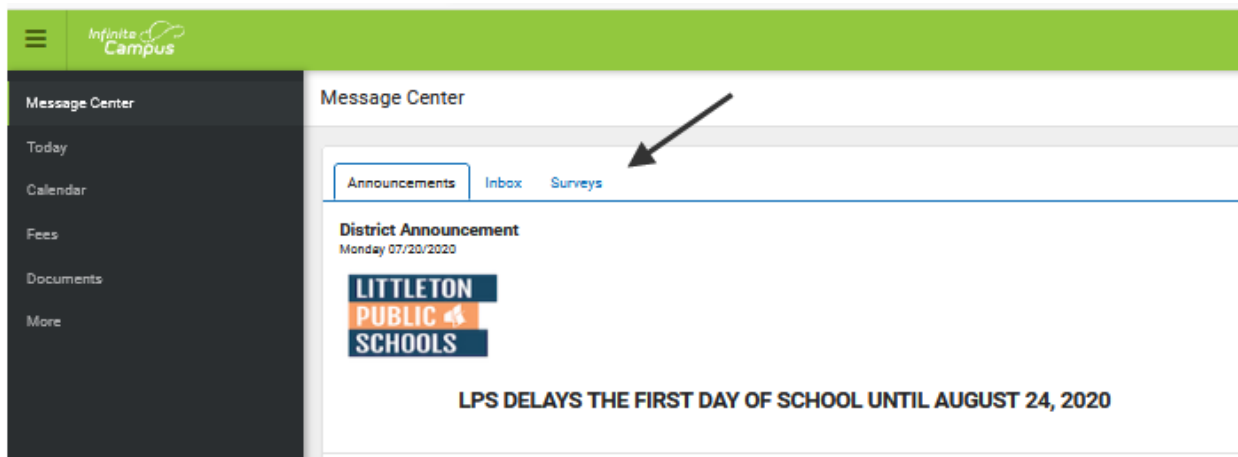 Infinite
Campus
Message Center
Today
Calendar
Fees
Documents
More
Message Center
Announcements Inbox Surveys
District Announcement
Monday 07/20/2020
LITTLETON
PUBLIC
SCHOOLS
LPS DELAYS THE FIRST DAY OF SCHOOL UNTIL AUGUST 24, 2020